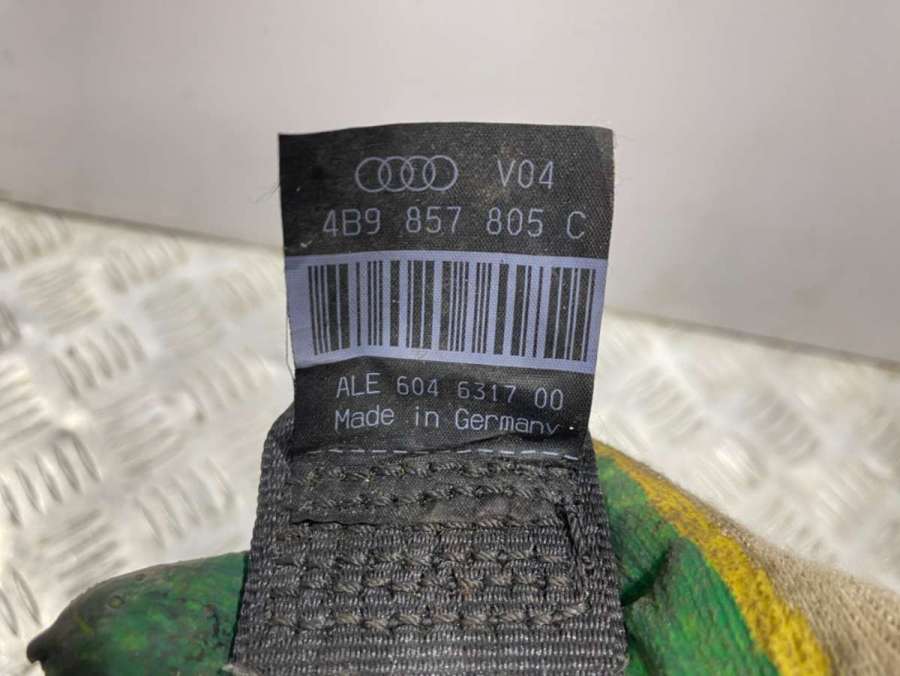 V04
4B9 857 805 C
ALE 604 6317 00
Made in Germany